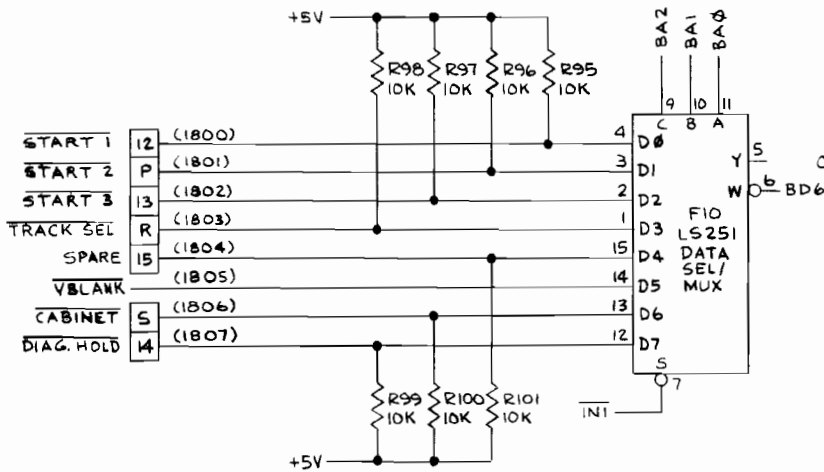 +5V
BA2
BA1
BAØ
R98 10K
R97 10K
R96 10K
R95 10K
9 10 11
C B A
START 1 12 (1800) 4 DØ
START 2 P (1801) 3 D1
START 3 13 (1802) 2 D2
TRACK SEL R (1803) 1 D3
SPARE 15 (1804) 15 D4
VBLANK (1805) 14 D5
CABINET S (1806) 13 D6
DIAG. HOLD 14 (1807) 12 D7
Y 5
W 6 BD6
F10
LS251
DATA
SEL/
MUX
S
7
IN1
R99 10K
R100 10K
R101 10K
+5V